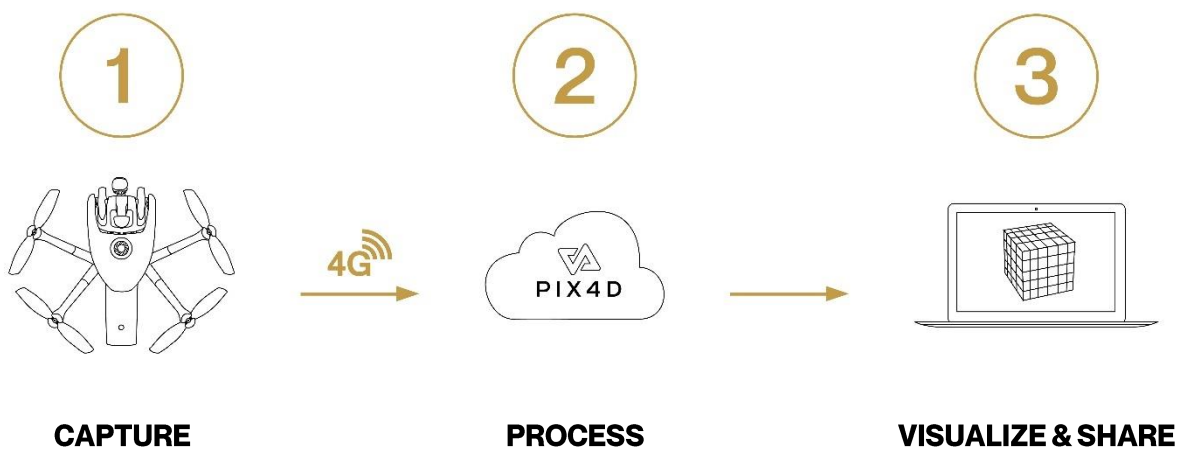 1
2
3
4G
PIX4D
CAPTURE
PROCESS
VISUALIZE & SHARE